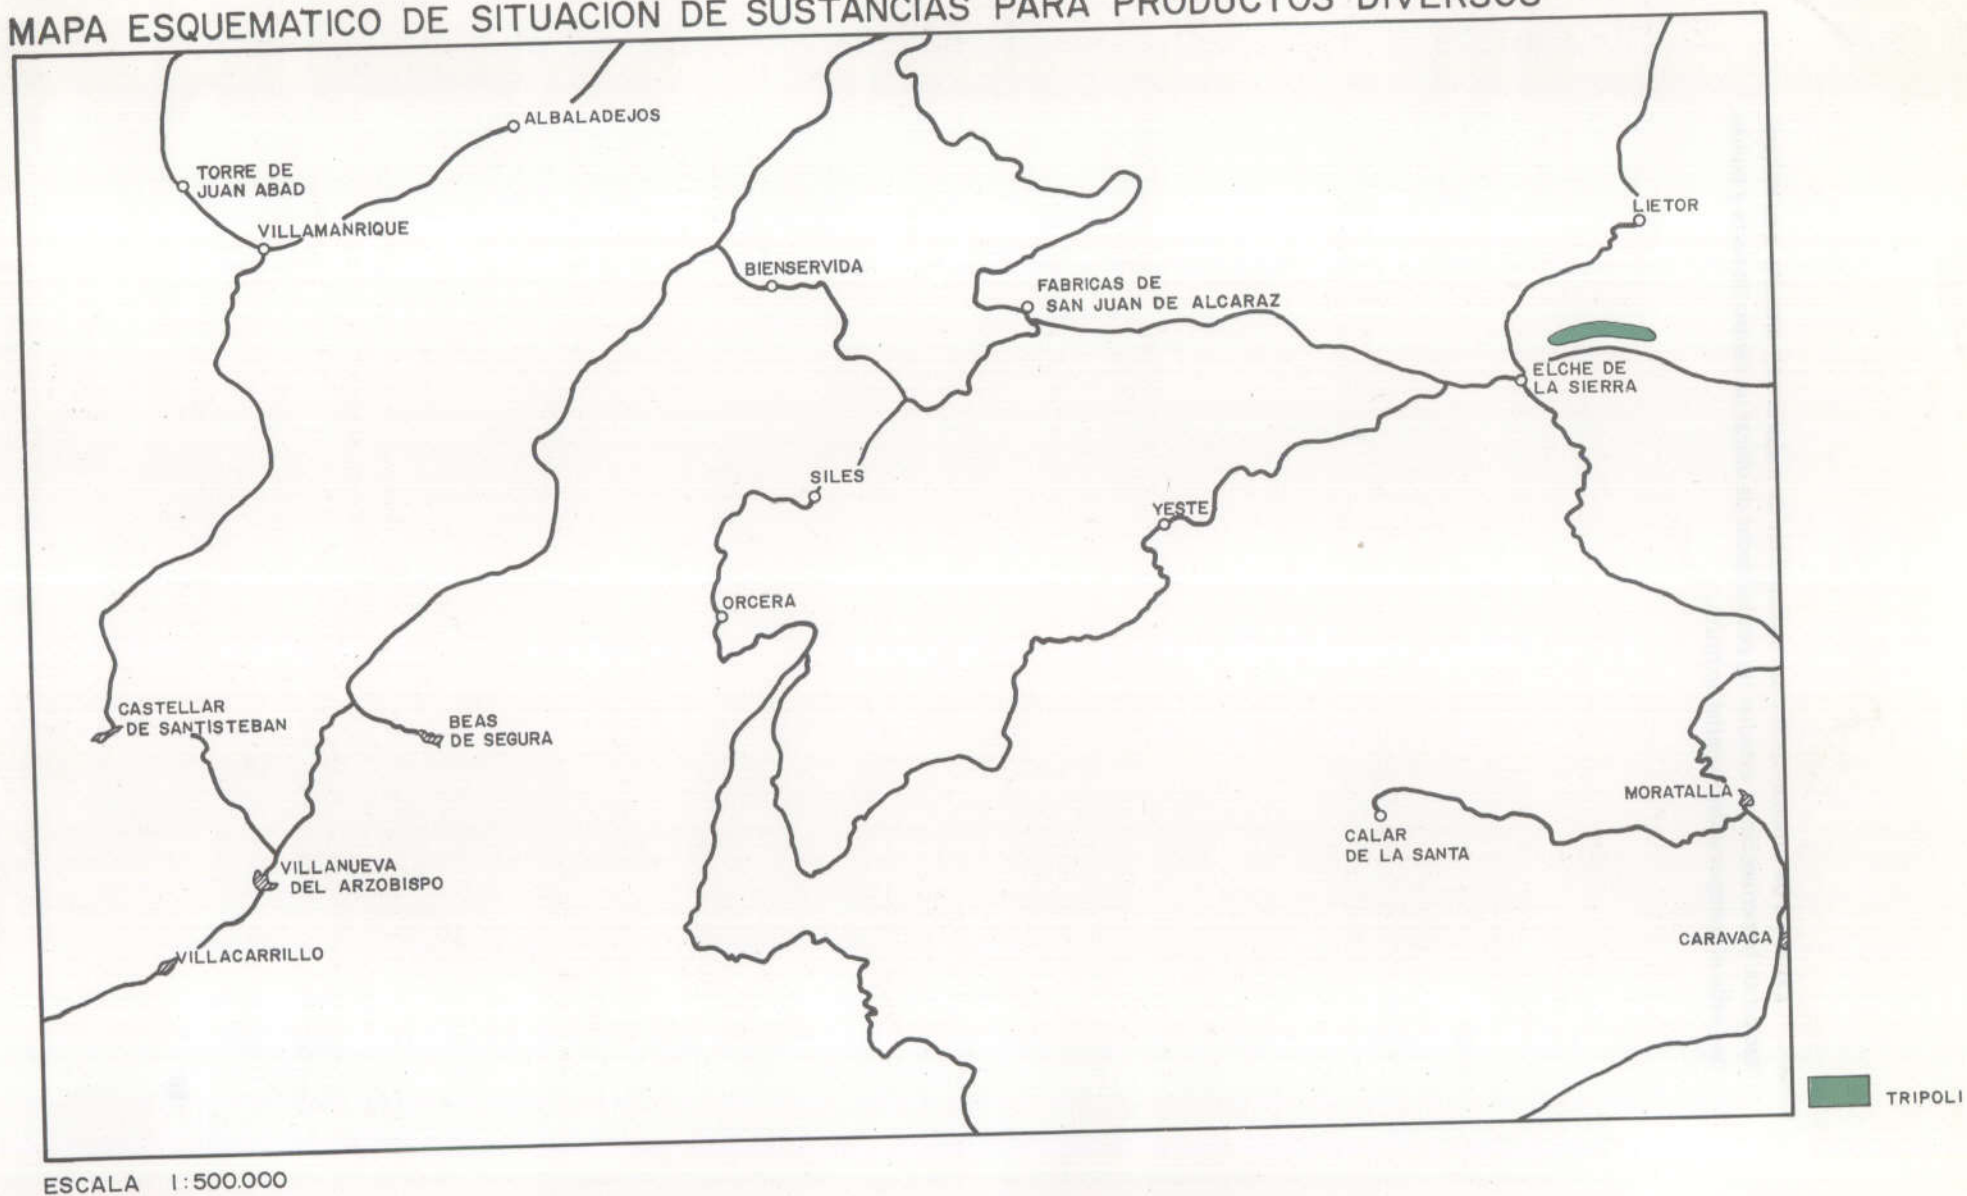 MAPA ESQUEMATICO DE SITUACION DE SUSTANCIAS PARA PRODUCTOS DIVERSOS
ALBALADEJOS
TORRE DE
JUAN ABAD
VILLAMANRIQUE
LIETOR
BIENSERVIDA
FABRICAS DE
SAN JUAN DE ALCARAZ
ELCHE DE
LA SIERRA
SILES
YESTE
ORCERA
CASTELLAR
DE SANTISTEBAN
BEAS
DE SEGURA
MORATALLA
CALAR
DE LA SANTA
VILLANUEVA
DEL ARZOBISPO
CARAVACA
VILLACARRILLO
TRIPOLI
ESCALA 1:500.000